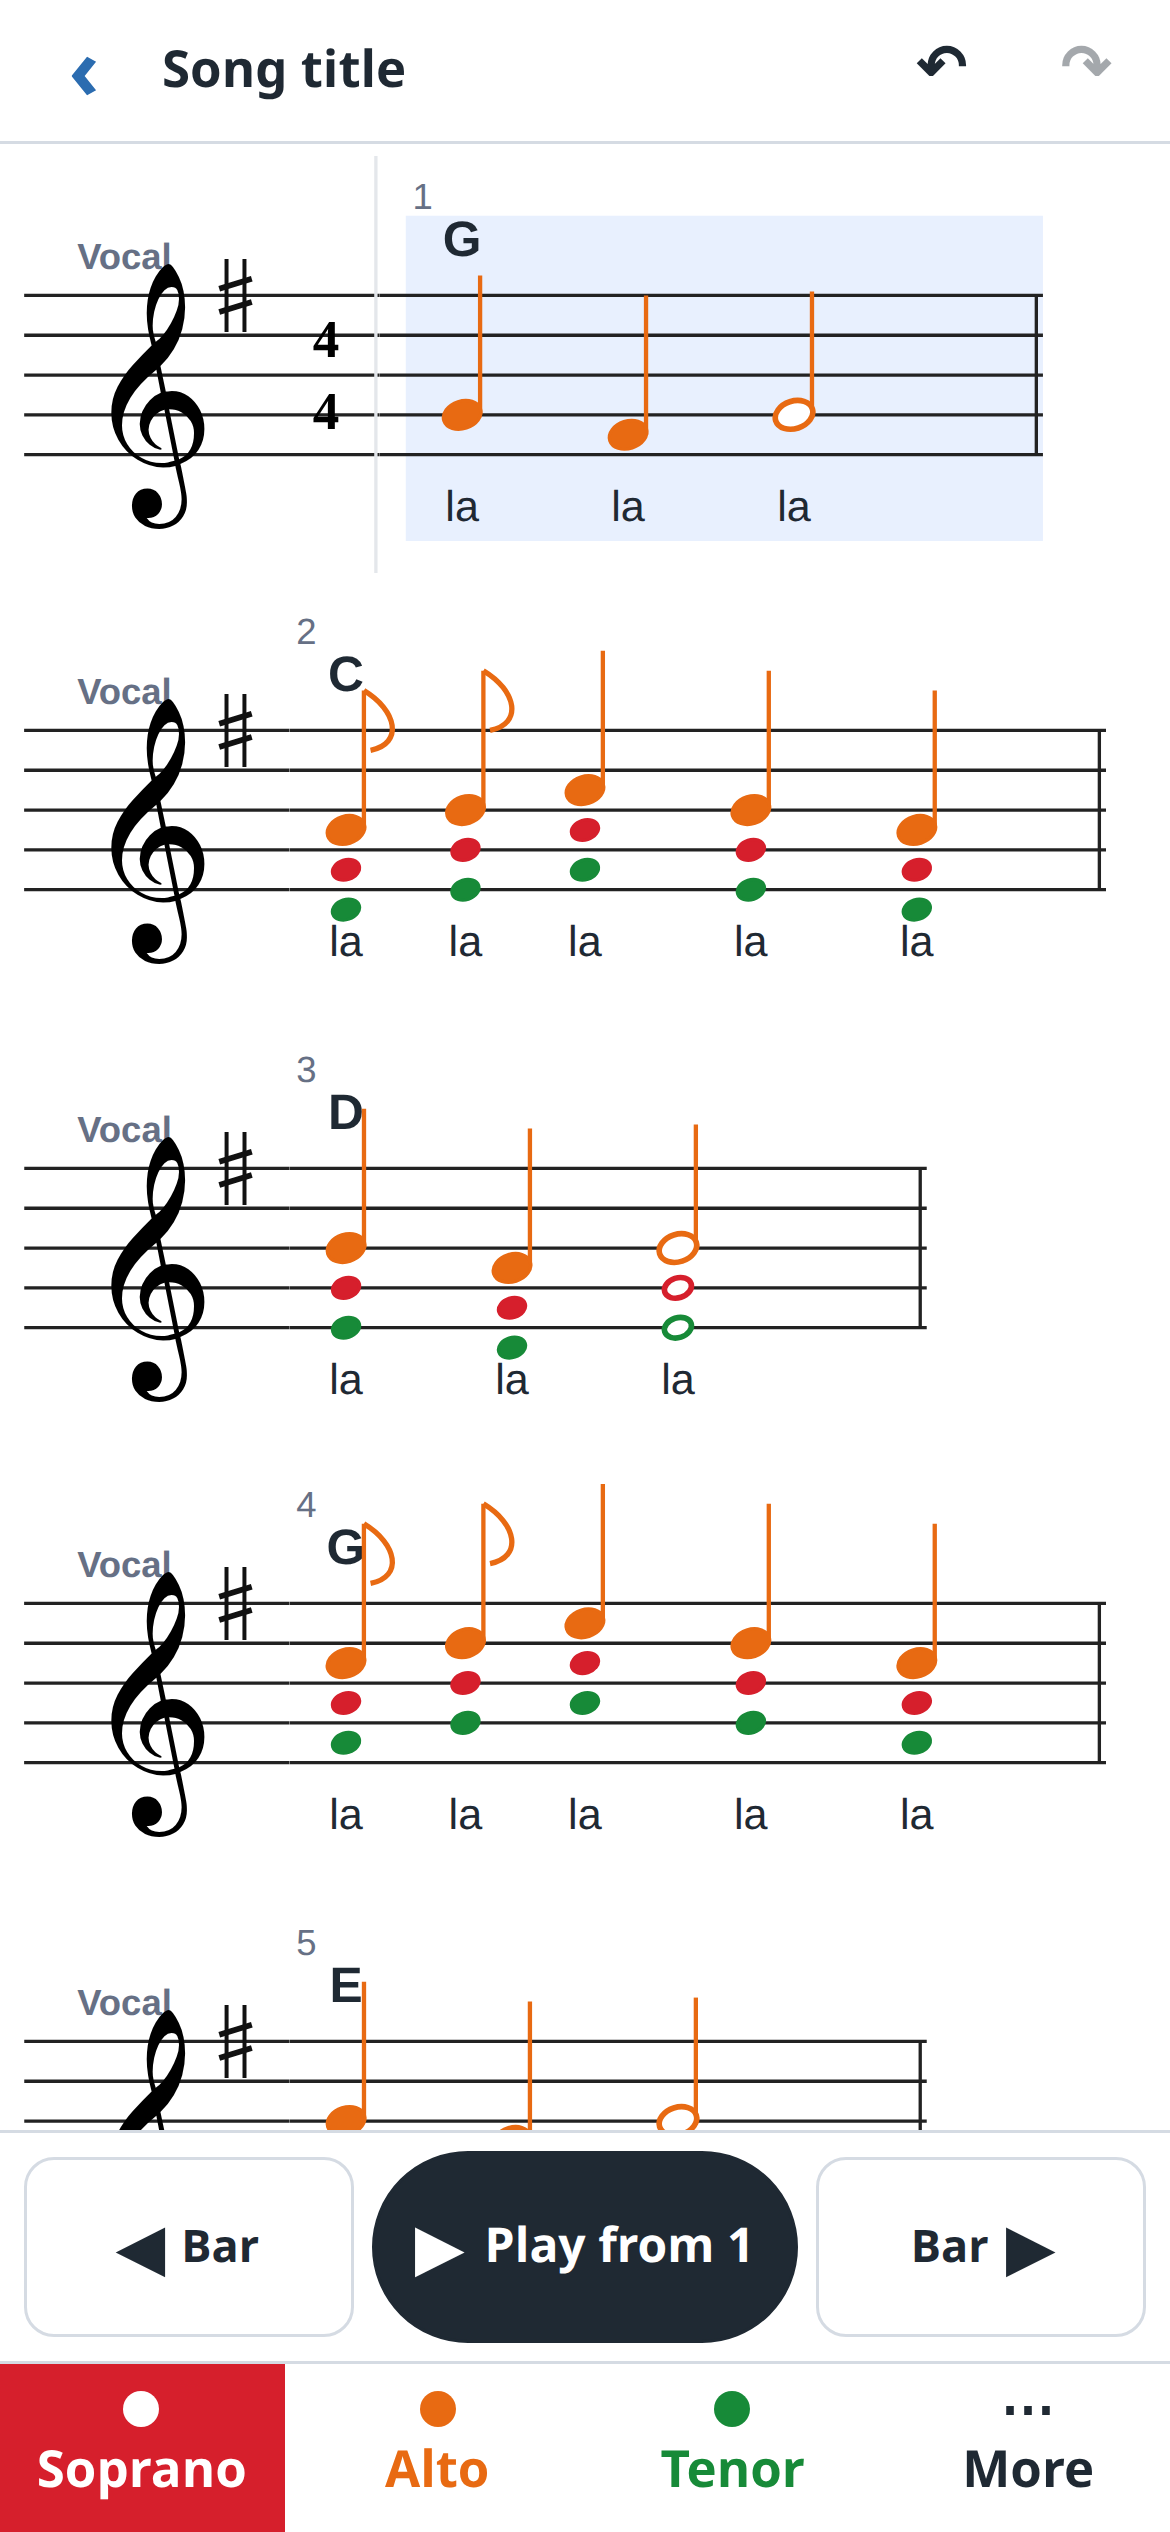 ‹ Song title ↶ ↷
1
G
Vocal
4
4
la la la
2
C
Vocal
la la la la la
3
D
Vocal
la la la
4
G
Vocal
la la la la la
5
E
Vocal
◀ Bar ▶ Play from 1 Bar ▶
Soprano Alto Tenor ... More